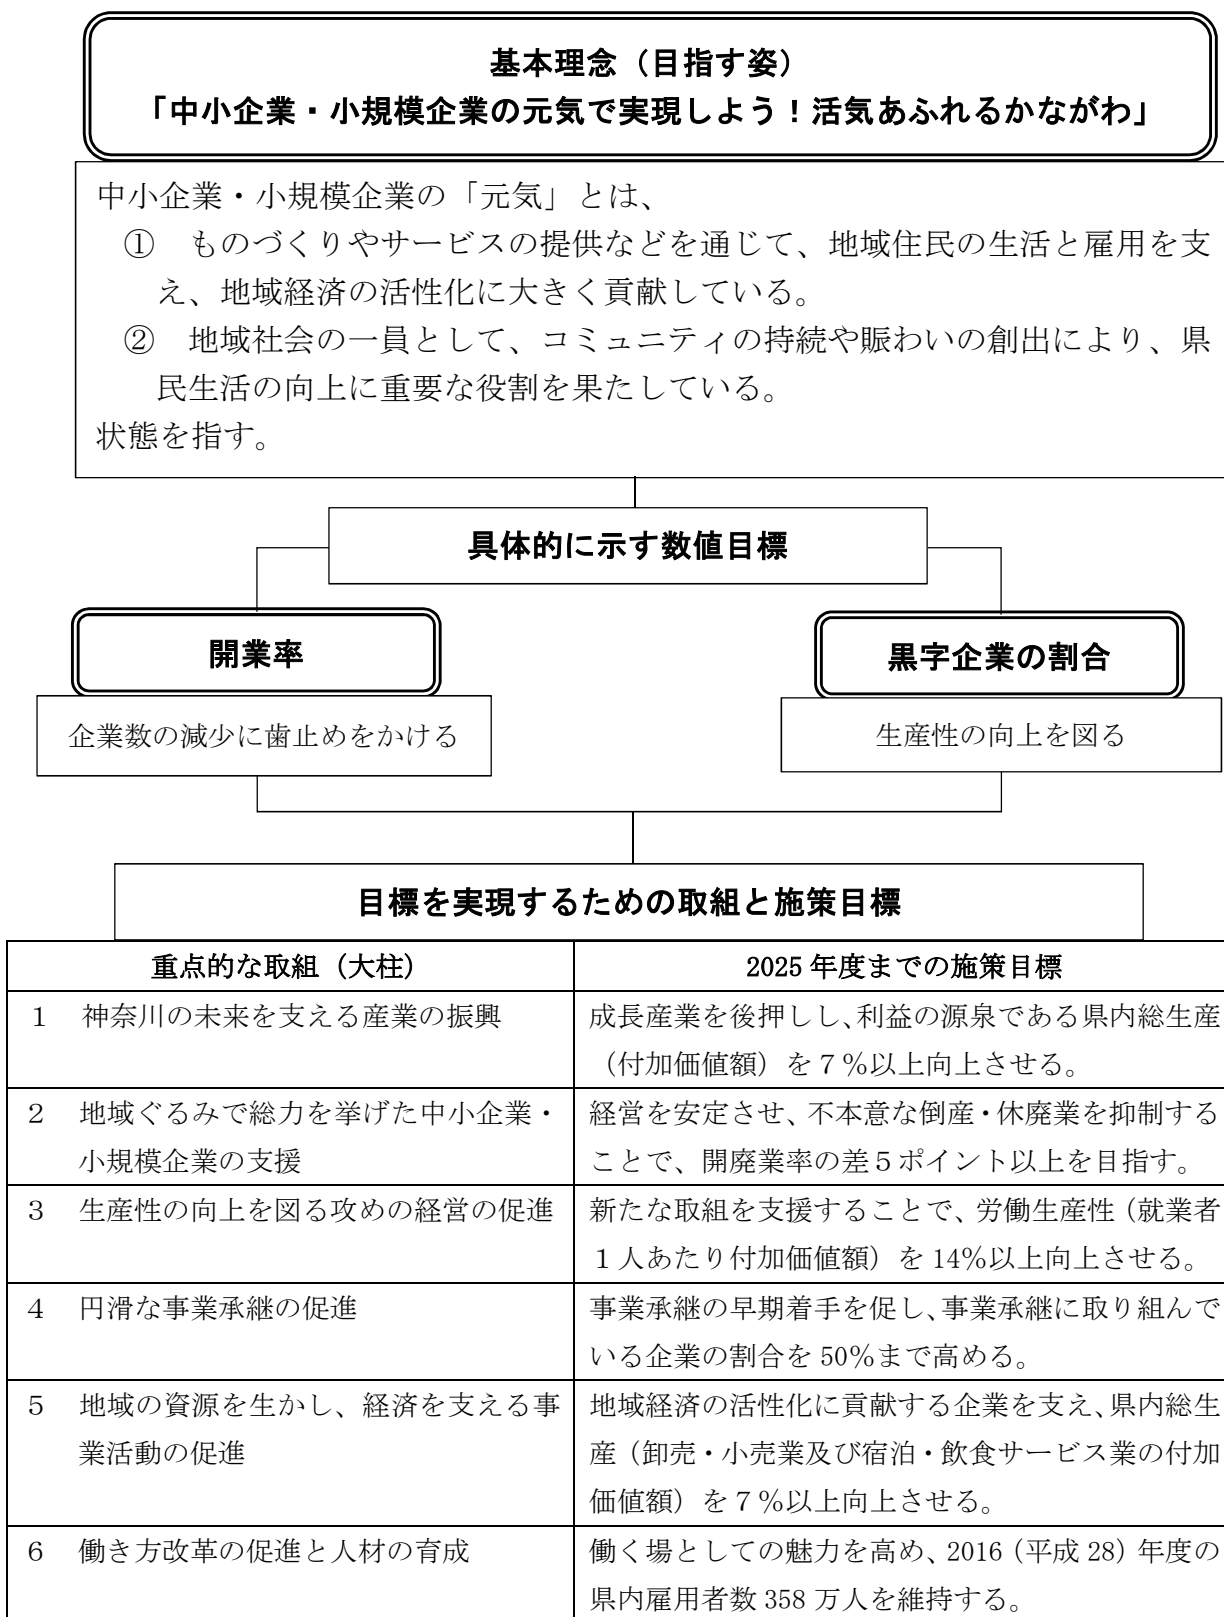 基本理念（目指す姿）
「中小企業・小規模企業の元気で実現しよう！活気あふれるかながわ」
中小企業・小規模企業の「元気」とは、
① ものづくりやサービスの提供などを通じて、地域住民の生活と雇用を支
え、地域経済の活性化に大きく貢献している。
② 地域社会の一員として、コミュニティの持続や賑わいの創出により、県
民生活の向上に重要な役割を果たしている。
状態を指す。
具体的に示す数値目標
開業率
黒字企業の割合
企業数の減少に歯止めをかける
生産性の向上を図る
目標を実現するための取組と施策目標
重点的な取組（大柱）
2025 年度までの施策目標
1 神奈川の未来を支える産業の振興
成長産業を後押しし、利益の源泉である県内総生産
（付加価値額）を７％以上向上させる。
2 地域ぐるみで総力を挙げた中小企業・
小規模企業の支援
経営を安定させ、不本意な倒産・休廃業を抑制する
ことで、開廃業率の差５ポイント以上を目指す。
3 生産性の向上を図る攻めの経営の促進
新たな取組を支援することで、労働生産性（就業者
１人あたり付加価値額）を 14％以上向上させる。
4 円滑な事業承継の促進
事業承継の早期着手を促し、事業承継に取り組んで
いる企業の割合を 50％まで高める。
5 地域の資源を生かし、経済を支える事
業活動の促進
地域経済の活性化に貢献する企業を支え、県内総生
産（卸売・小売業及び宿泊・飲食サービス業の付加
価値額）を７％以上向上させる。
6 働き方改革の促進と人材の育成
働く場としての魅力を高め、2016（平成 28）年度の
県内雇用者数 358 万人を維持する。